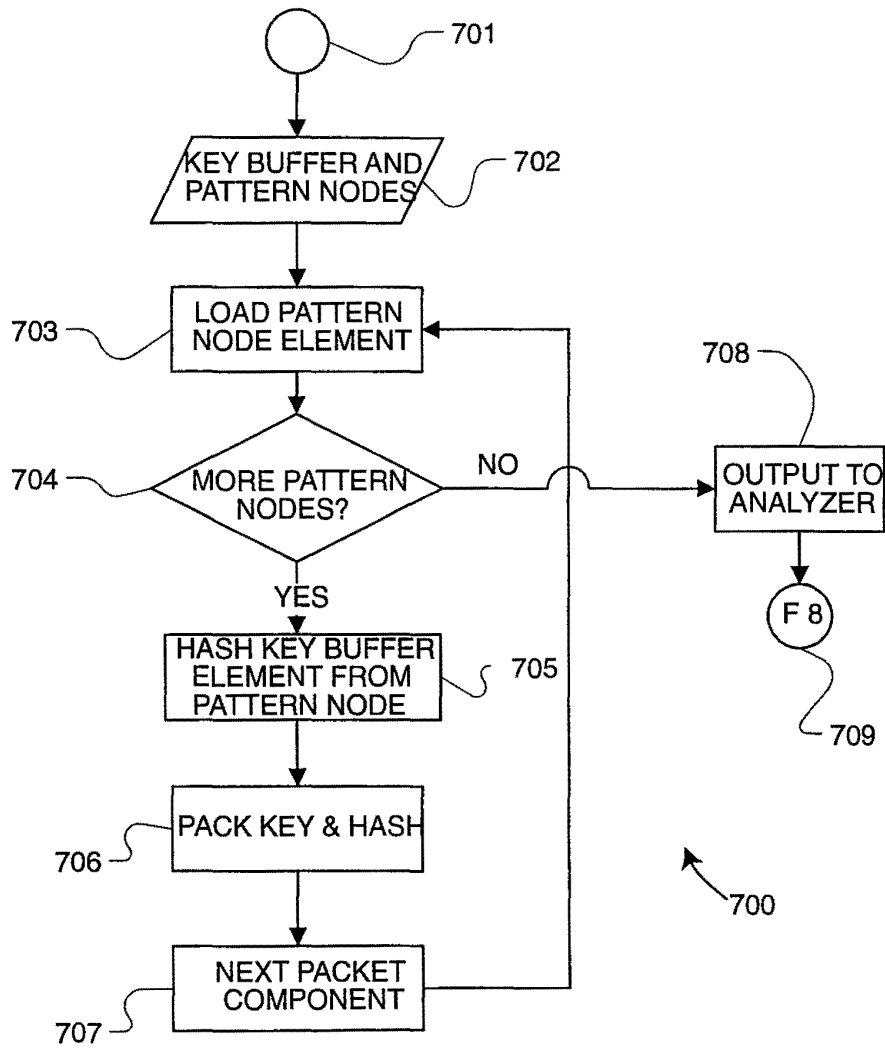 701
KEY BUFFER AND
PATTERN NODES
702
LOAD PATTERN
NODE ELEMENT
703
708
MORE PATTERN
NODES?
704
NO
OUTPUT TO
ANALYZER
YES
F 8
709
HASH KEY BUFFER
ELEMENT FROM
PATTERN NODE
705
PACK KEY & HASH
706
700
NEXT PACKET
COMPONENT
707